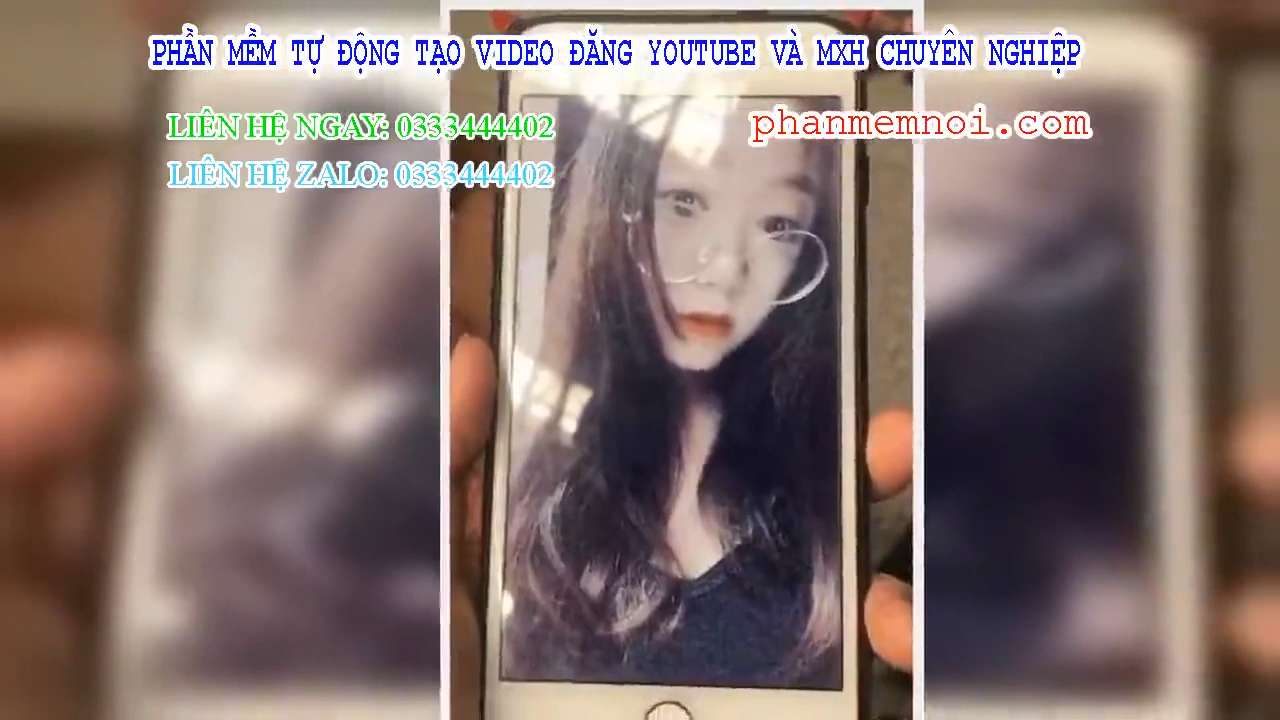 PHẦN MỀM TỰ ĐỘNG TẠO VIDEO ĐĂNG YOUTUBE VÀ MXH CHUYÊN NGHIỆP
LIÊN HỆ NGAY: 0333444402
phanmemnoi.com
LIÊN HỆ ZALO: 0333444402